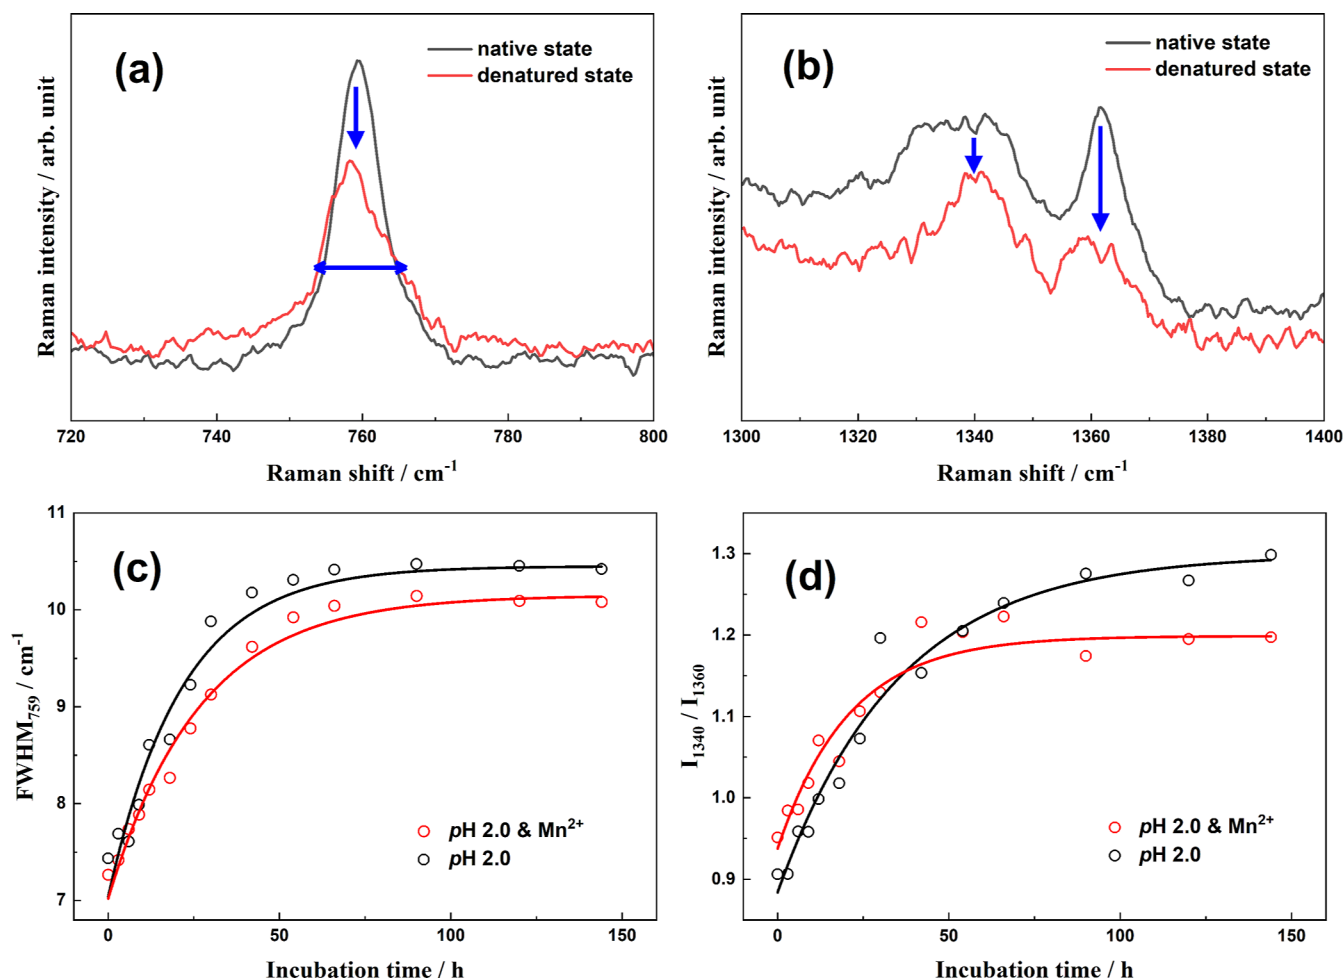 (a)
native state
denatured state
Raman intensity / arb. unit
720 740 760 780 800
Raman shift / cm⁻¹
(b)
native state
denatured state
Raman intensity / arb. unit
1300 1320 1340 1360 1380 1400
Raman shift / cm⁻¹
(c)
FWHM₇₅₉ / cm⁻¹
11
10
9
8
7
pH 2.0 & Mn²⁺
pH 2.0
0 50 100 150
Incubation time / h
(d)
I₁₃₄₀ / I₁₃₆₀
1.3
1.2
1.1
1.0
0.9
pH 2.0 & Mn²⁺
pH 2.0
0 50 100 150
Incubation time / h